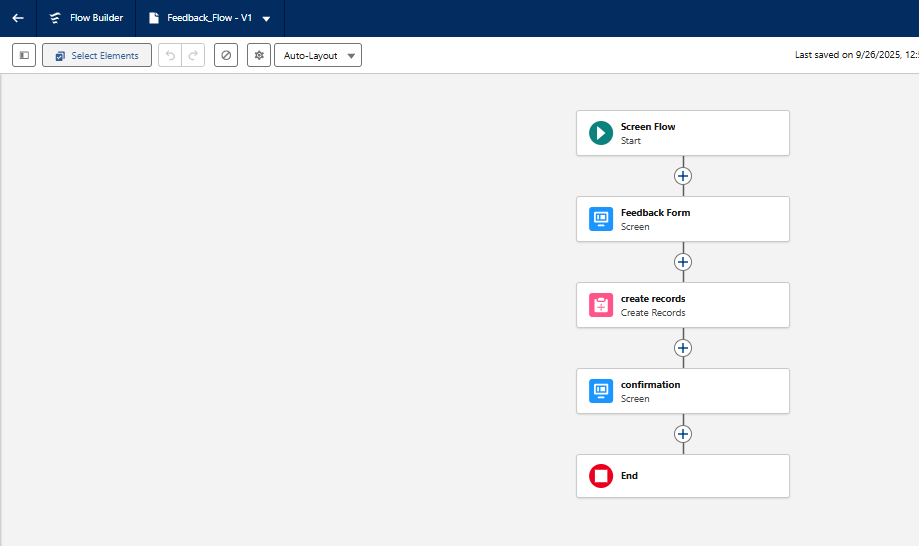 Flow Builder
Feedback_Flow - V1
Select Elements
Auto-Layout
Last saved on 9/26/2025, 12:
Screen Flow
Start
Feedback Form
Screen
create records
Create Records
confirmation
Screen
End